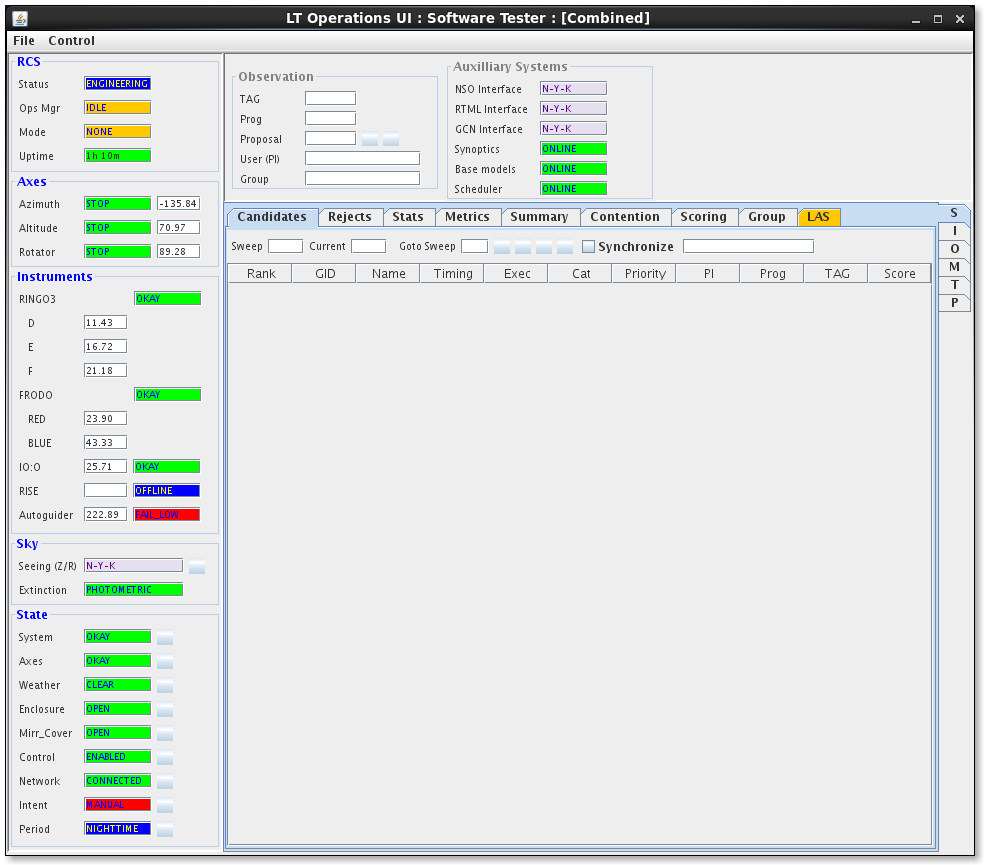 LT Operations UI : Software Tester : [Combined]
File Control
RCS
Status ENGINEERING
Ops Mgr IDLE
Mode NONE
Uptime 1h 10m
Axes
Azimuth STOP -135.84
Altitude STOP 70.97
Rotator STOP 89.28
Instruments
RINGO3 OKAY
D 11.43
E 16.72
F 21.18
FRODO OKAY
RED 23.90
BLUE 43.33
IO:O 25.71 OKAY
RISE OFFLINE
Autoguider 222.89 FAIL_LOW
Sky
Seeing (Z/R) N-Y-K
Extinction PHOTOMETRIC
State
System OKAY
Axes OKAY
Weather CLEAR
Enclosure OPEN
Mirr_Cover OPEN
Control ENABLED
Network CONNECTED
Intent MANUAL
Period NIGHTTIME
Observation
TAG
Prog
Proposal
User (PI)
Group
Auxilliary Systems
NSO Interface N-Y-K
RTML Interface N-Y-K
GCN Interface N-Y-K
Synoptics ONLINE
Base models ONLINE
Scheduler ONLINE
Candidates Rejects Stats Metrics Summary Contention Scoring Group LAS
Sweep Current Goto Sweep Synchronize
Rank GID Name Timing Exec Cat Priority PI Prog TAG Score
S
I
O
M
T
P